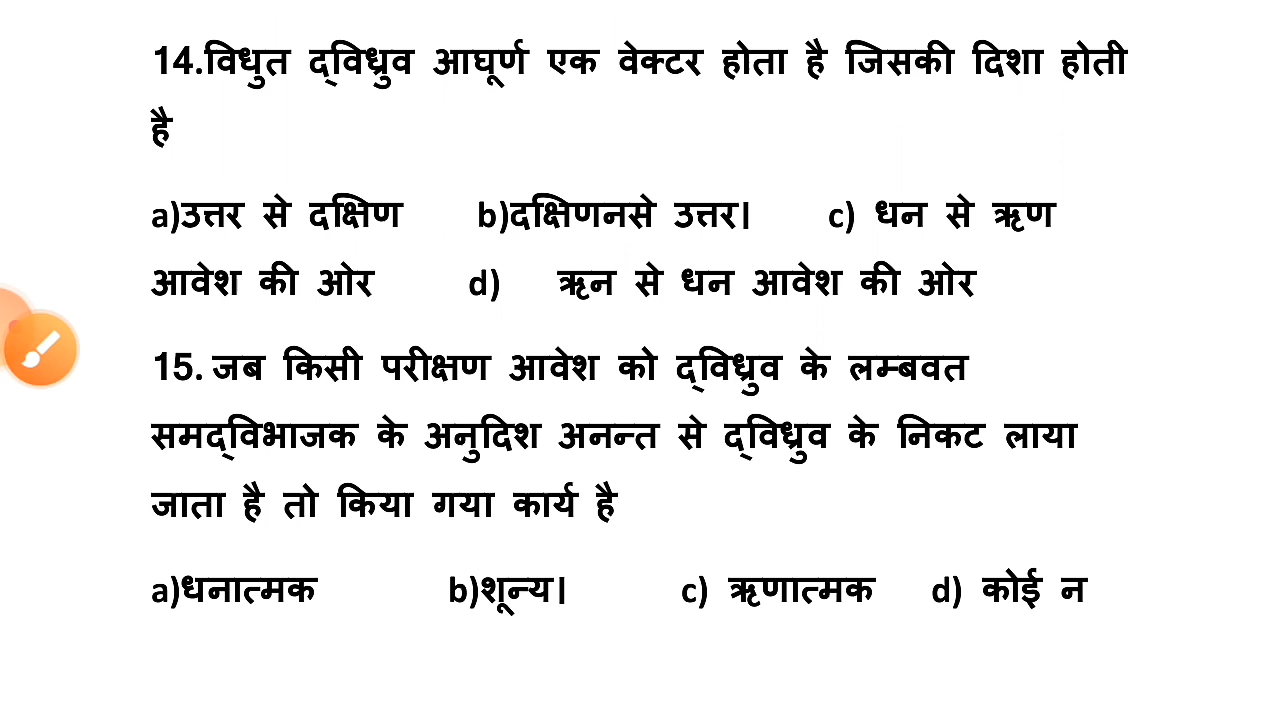 14.विधुत द्विध्रुव आघूर्ण एक वेक्टर होता है जिसकी दिशा होती
है
a)उत्तर से दक्षिण b)दक्षिणनसे उत्तर। c) धन से ऋण
आवेश की ओर d) ऋन से धन आवेश की ओर
15. जब किसी परीक्षण आवेश को द्विध्रुव के लम्बवत
समद्विभाजक के अनुदिश अनन्त से द्विध्रुव के निकट लाया
जाता है तो किया गया कार्य है
a)धनात्मक b)शून्य। c) ऋणात्मक d) कोई न